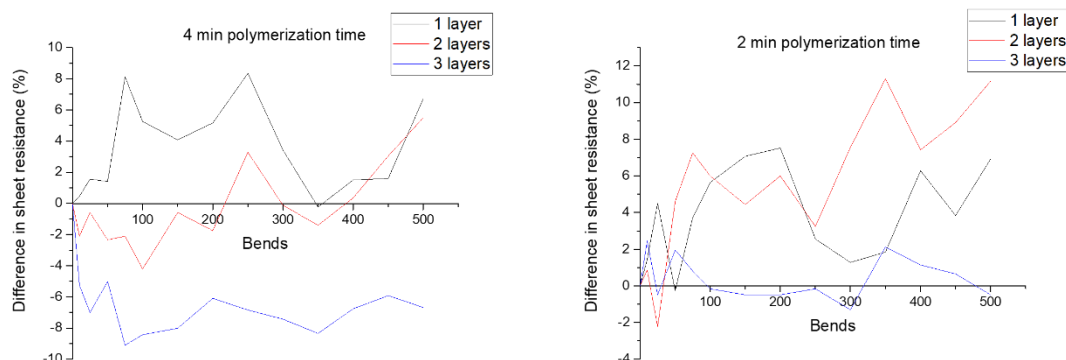 4 min polymerization time
1 layer
2 layers
3 layers
Difference in sheet resistance (%)
10
8
6
4
2
0
-2
-4
-6
-8
-10
100
200
300
400
500
Bends
2 min polymerization time
1 layer
2 layers
3 layers
Difference in sheet resistance (%)
12
10
8
6
4
2
0
-2
-4
0
100
200
300
400
500
Bends